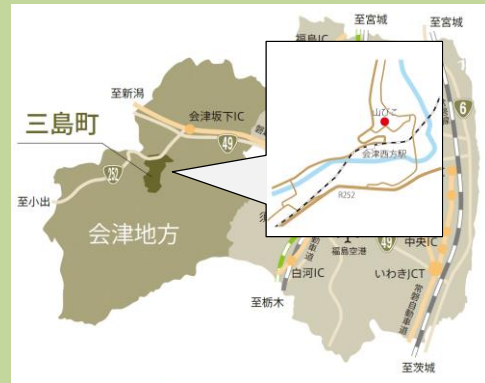 至宮城
至宮城
福島IC
至新潟
会津坂下IC
三島町
49
6
252
至小出
会津地方
山びこ
会津西方駅
R252
49
中央IC
福島空港
白河IC
いわきJCT
常磐自動車道
至栃木
至茨城